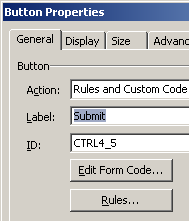 Button Properties
General Display Size Advanc
Button
Action: Rules and Custom Code
Label: Submit
ID: CTRL4_5
Edit Form Code...
Rules...